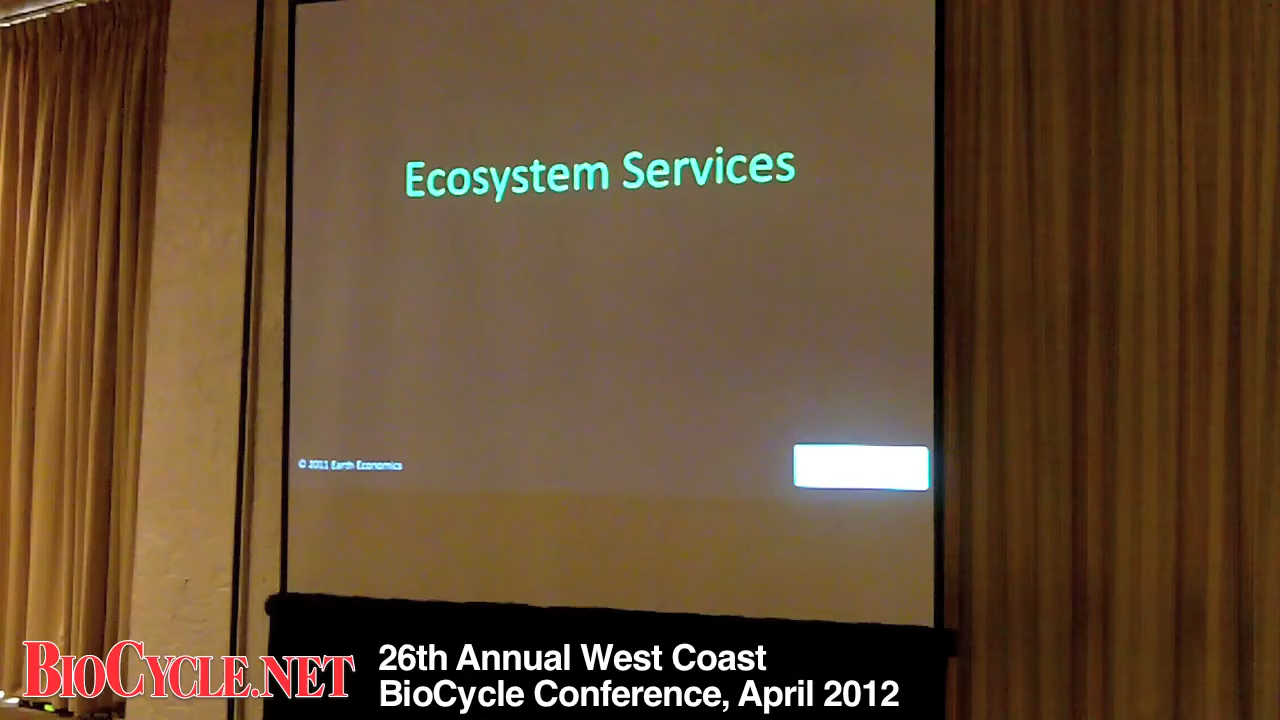 Ecosystem Services
© 2011 Earth Economics
BIOCYCLE.NET
26th Annual West Coast
BioCycle Conference, April 2012